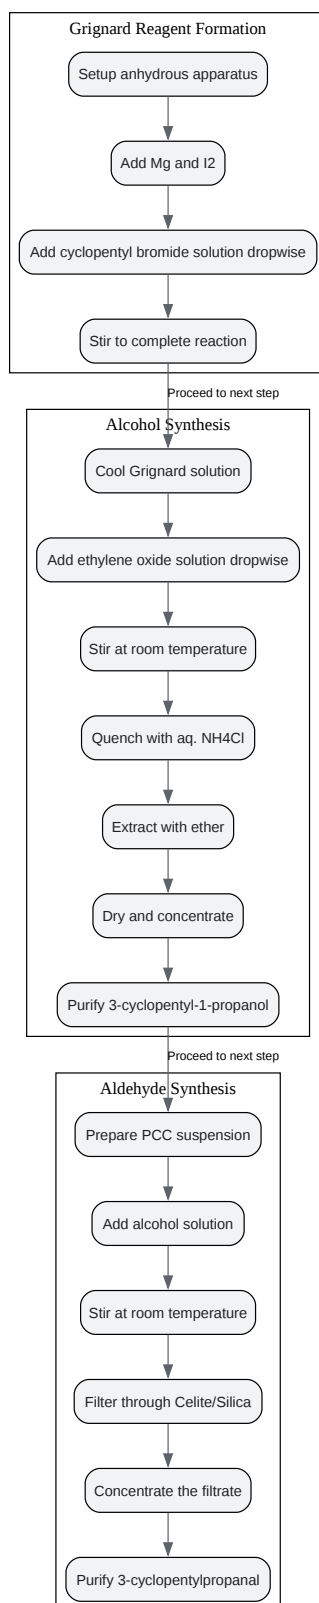 Grignard Reagent Formation
Setup anhydrous apparatus
Add Mg and I2
Add cyclopentyl bromide solution dropwise
Stir to complete reaction
Proceed to next step
Alcohol Synthesis
Cool Grignard solution
Add ethylene oxide solution dropwise
Stir at room temperature
Quench with aq. NH4Cl
Extract with ether
Dry and concentrate
Purify 3-cyclopentyl-1-propanol
Proceed to next step
Aldehyde Synthesis
Prepare PCC suspension
Add alcohol solution
Stir at room temperature
Filter through Celite/Silica
Concentrate the filtrate
Purify 3-cyclopentylpropanal